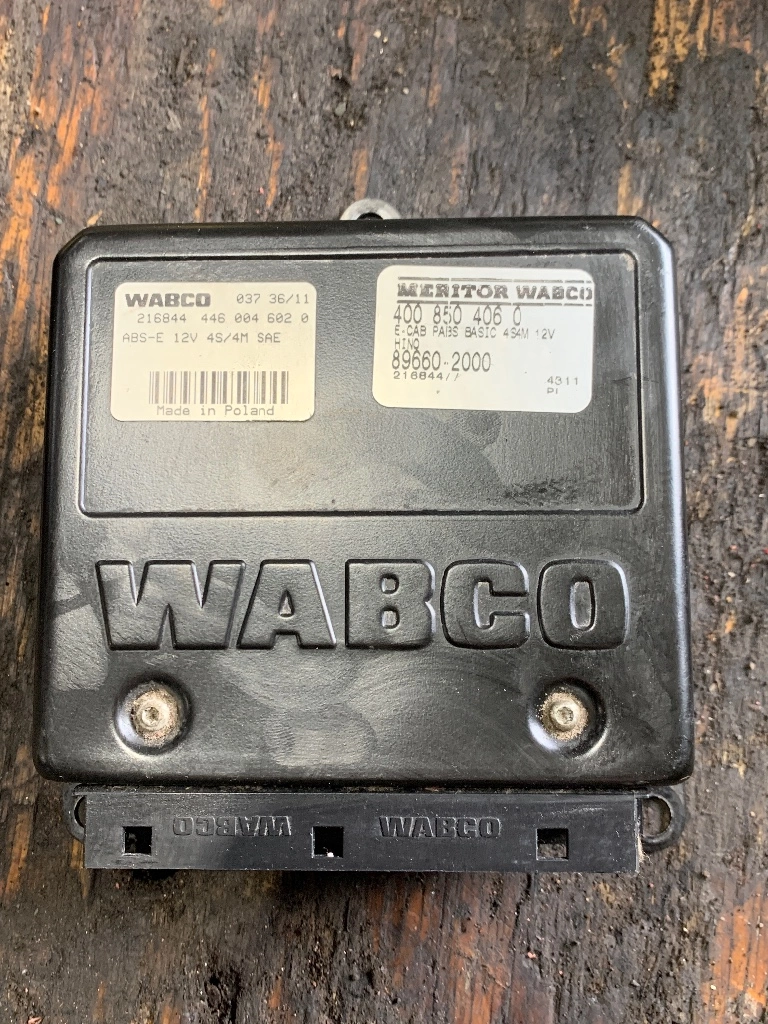 WABCO 037 36/11
216844 446 004 602 0
ABS-E 12V 4S/4M SAE
Made in Poland
MERITOR WABCO
400 850 406 0
E-CAB PABS BASIC 4S4M 12V
HINO
89660-2000
216844//
4311
PI
WABCO
WABCO WABCO